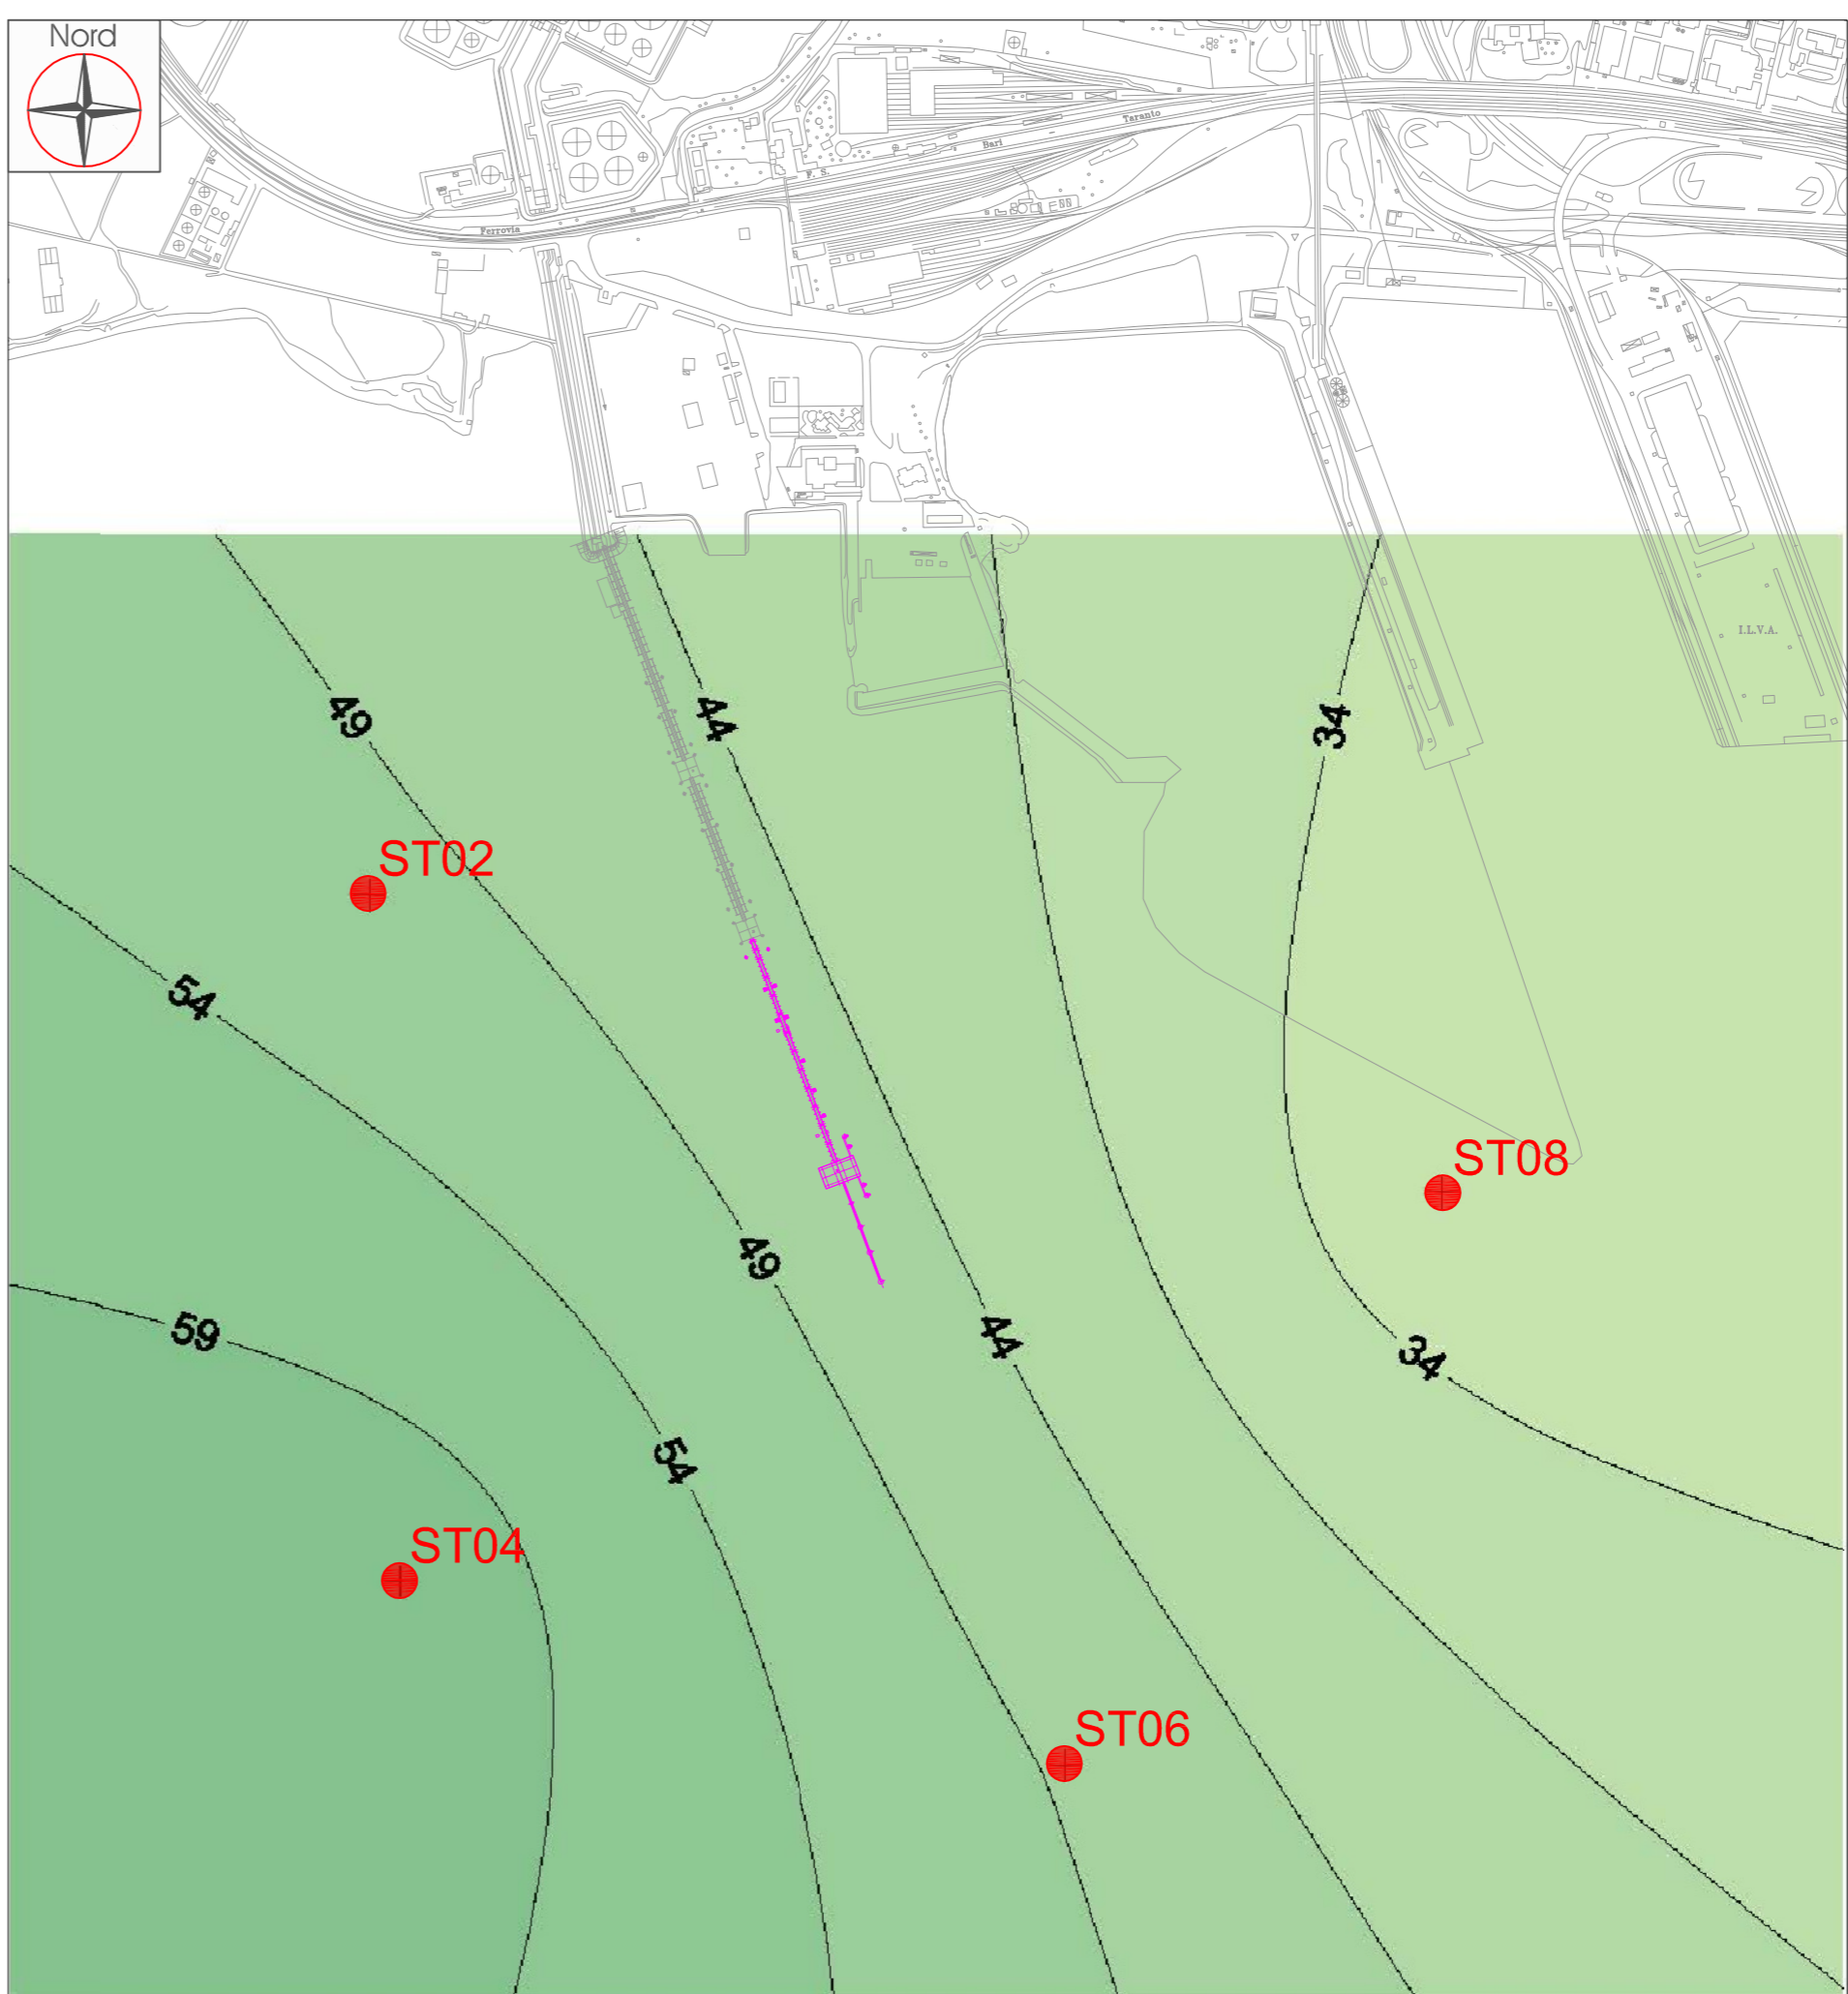 Nord
Taranto
Bari
F. S.
Ferrovia
I.L.V.A.
49
44
34
ST02
54
ST08
49
59
44
34
54
ST04
ST06